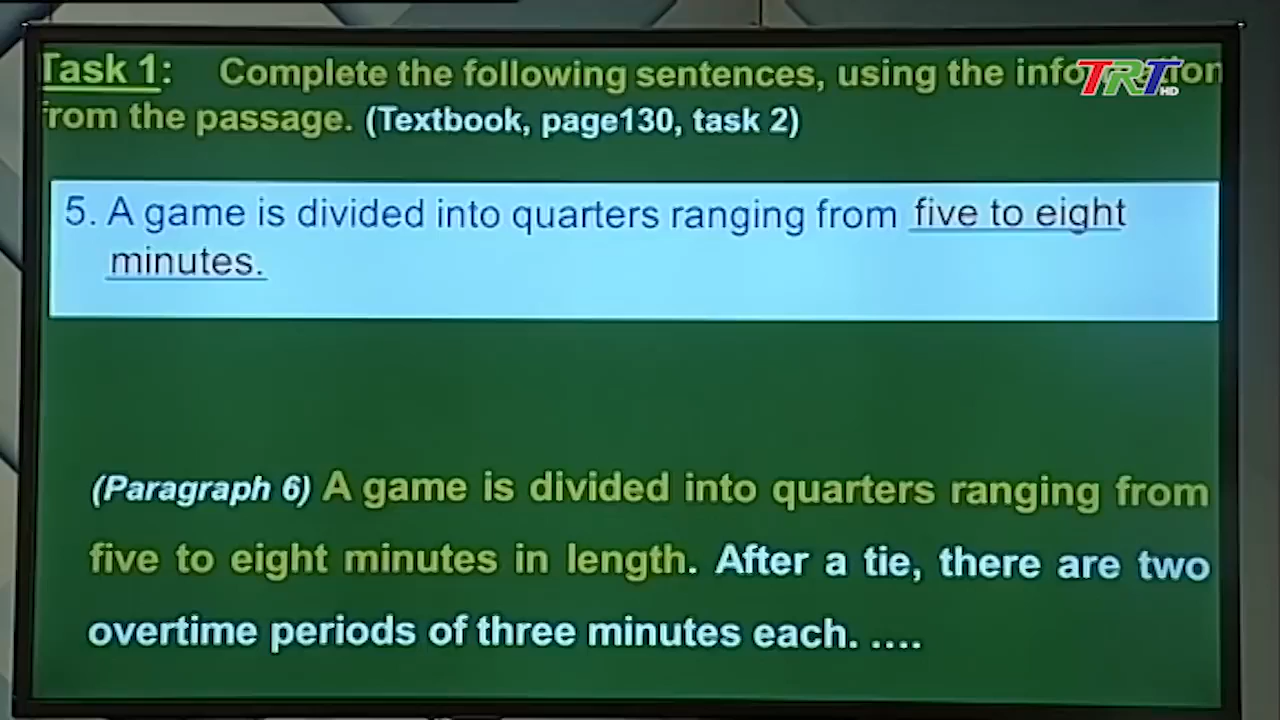 Task 1: Complete the following sentences, using the
TRT HD
from the passage. (Textbook, page130, task 2)
5. A game is divided into quarters ranging from five to eight
minutes.
(Paragraph 6) A game is divided into quarters ranging from
five to eight minutes in length. After a tie, there are two
overtime periods of three minutes each. ....